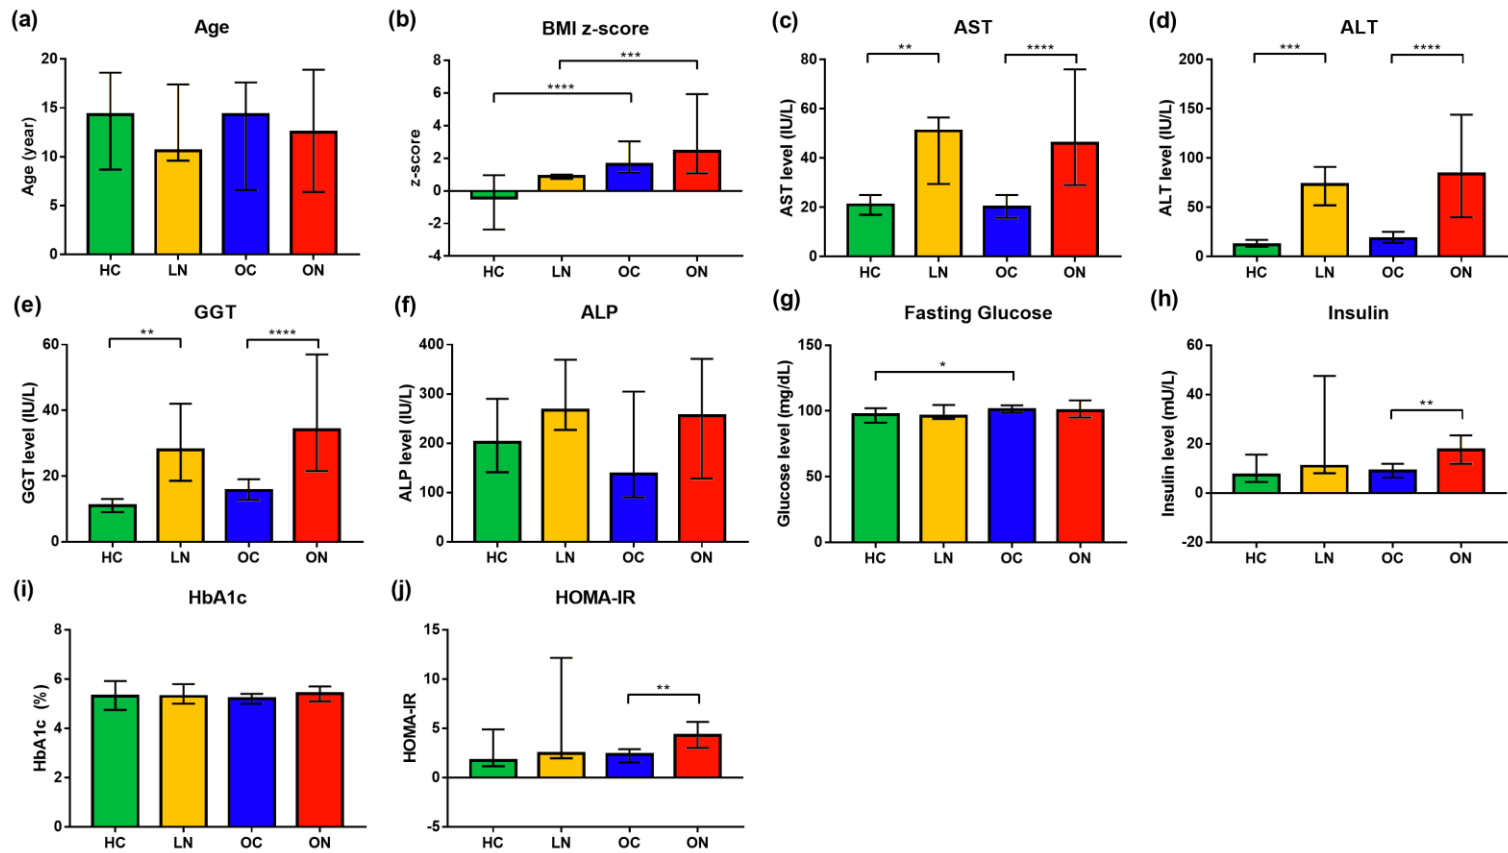 (a)
Age
Age (year)
20
15
10
5
0
HC LN OC ON
(b)
BMI z-score
z-score
8
6
4
2
0
-2
-4
***
****
HC LN OC ON
(c)
AST
AST level (IU/L)
80
60
40
20
0
** ****
HC LN OC ON
(d)
ALT
ALT level (IU/L)
200
150
100
50
0
*** ****
HC LN OC ON
(e)
GGT
GGT level (IU/L)
60
40
20
0
** ****
HC LN OC ON
(f)
ALP
ALP level (IU/L)
400
300
200
100
0
HC LN OC ON
(g)
Fasting Glucose
Glucose level (mg/dL)
150
100
50
0
*
HC LN OC ON
(h)
Insulin
Insulin level (mU/L)
60
40
20
0
-20
**
HC LN OC ON
(i)
HbA1c
HbA1c (%)
8
6
4
2
0
HC LN OC ON
(j)
HOMA-IR
HOMA-IR
15
10
5
0
-5
**
HC LN OC ON